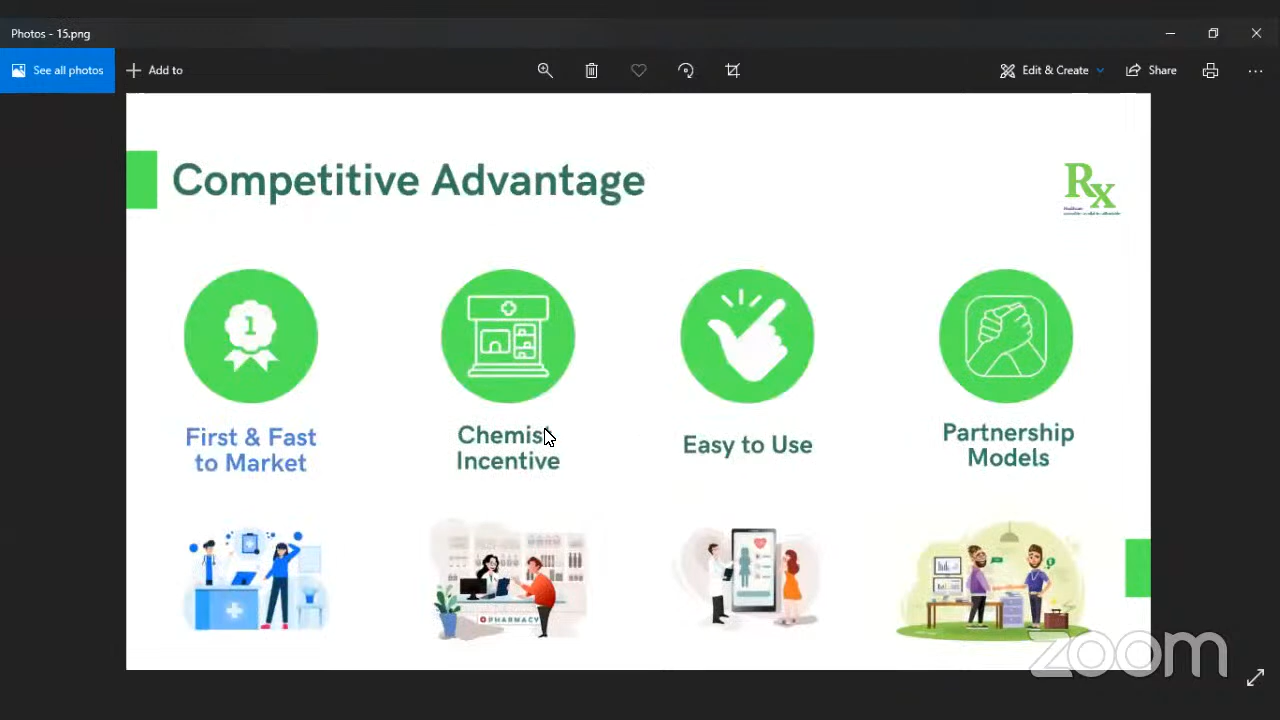 Photos - 15.png
See all photos
Add to
Edit & Create
Share
Competitive Advantage
Rx
1
First & Fast
to Market
Chemist
Incentive
Easy to Use
Partnership
Models
PHARMACY
zoom